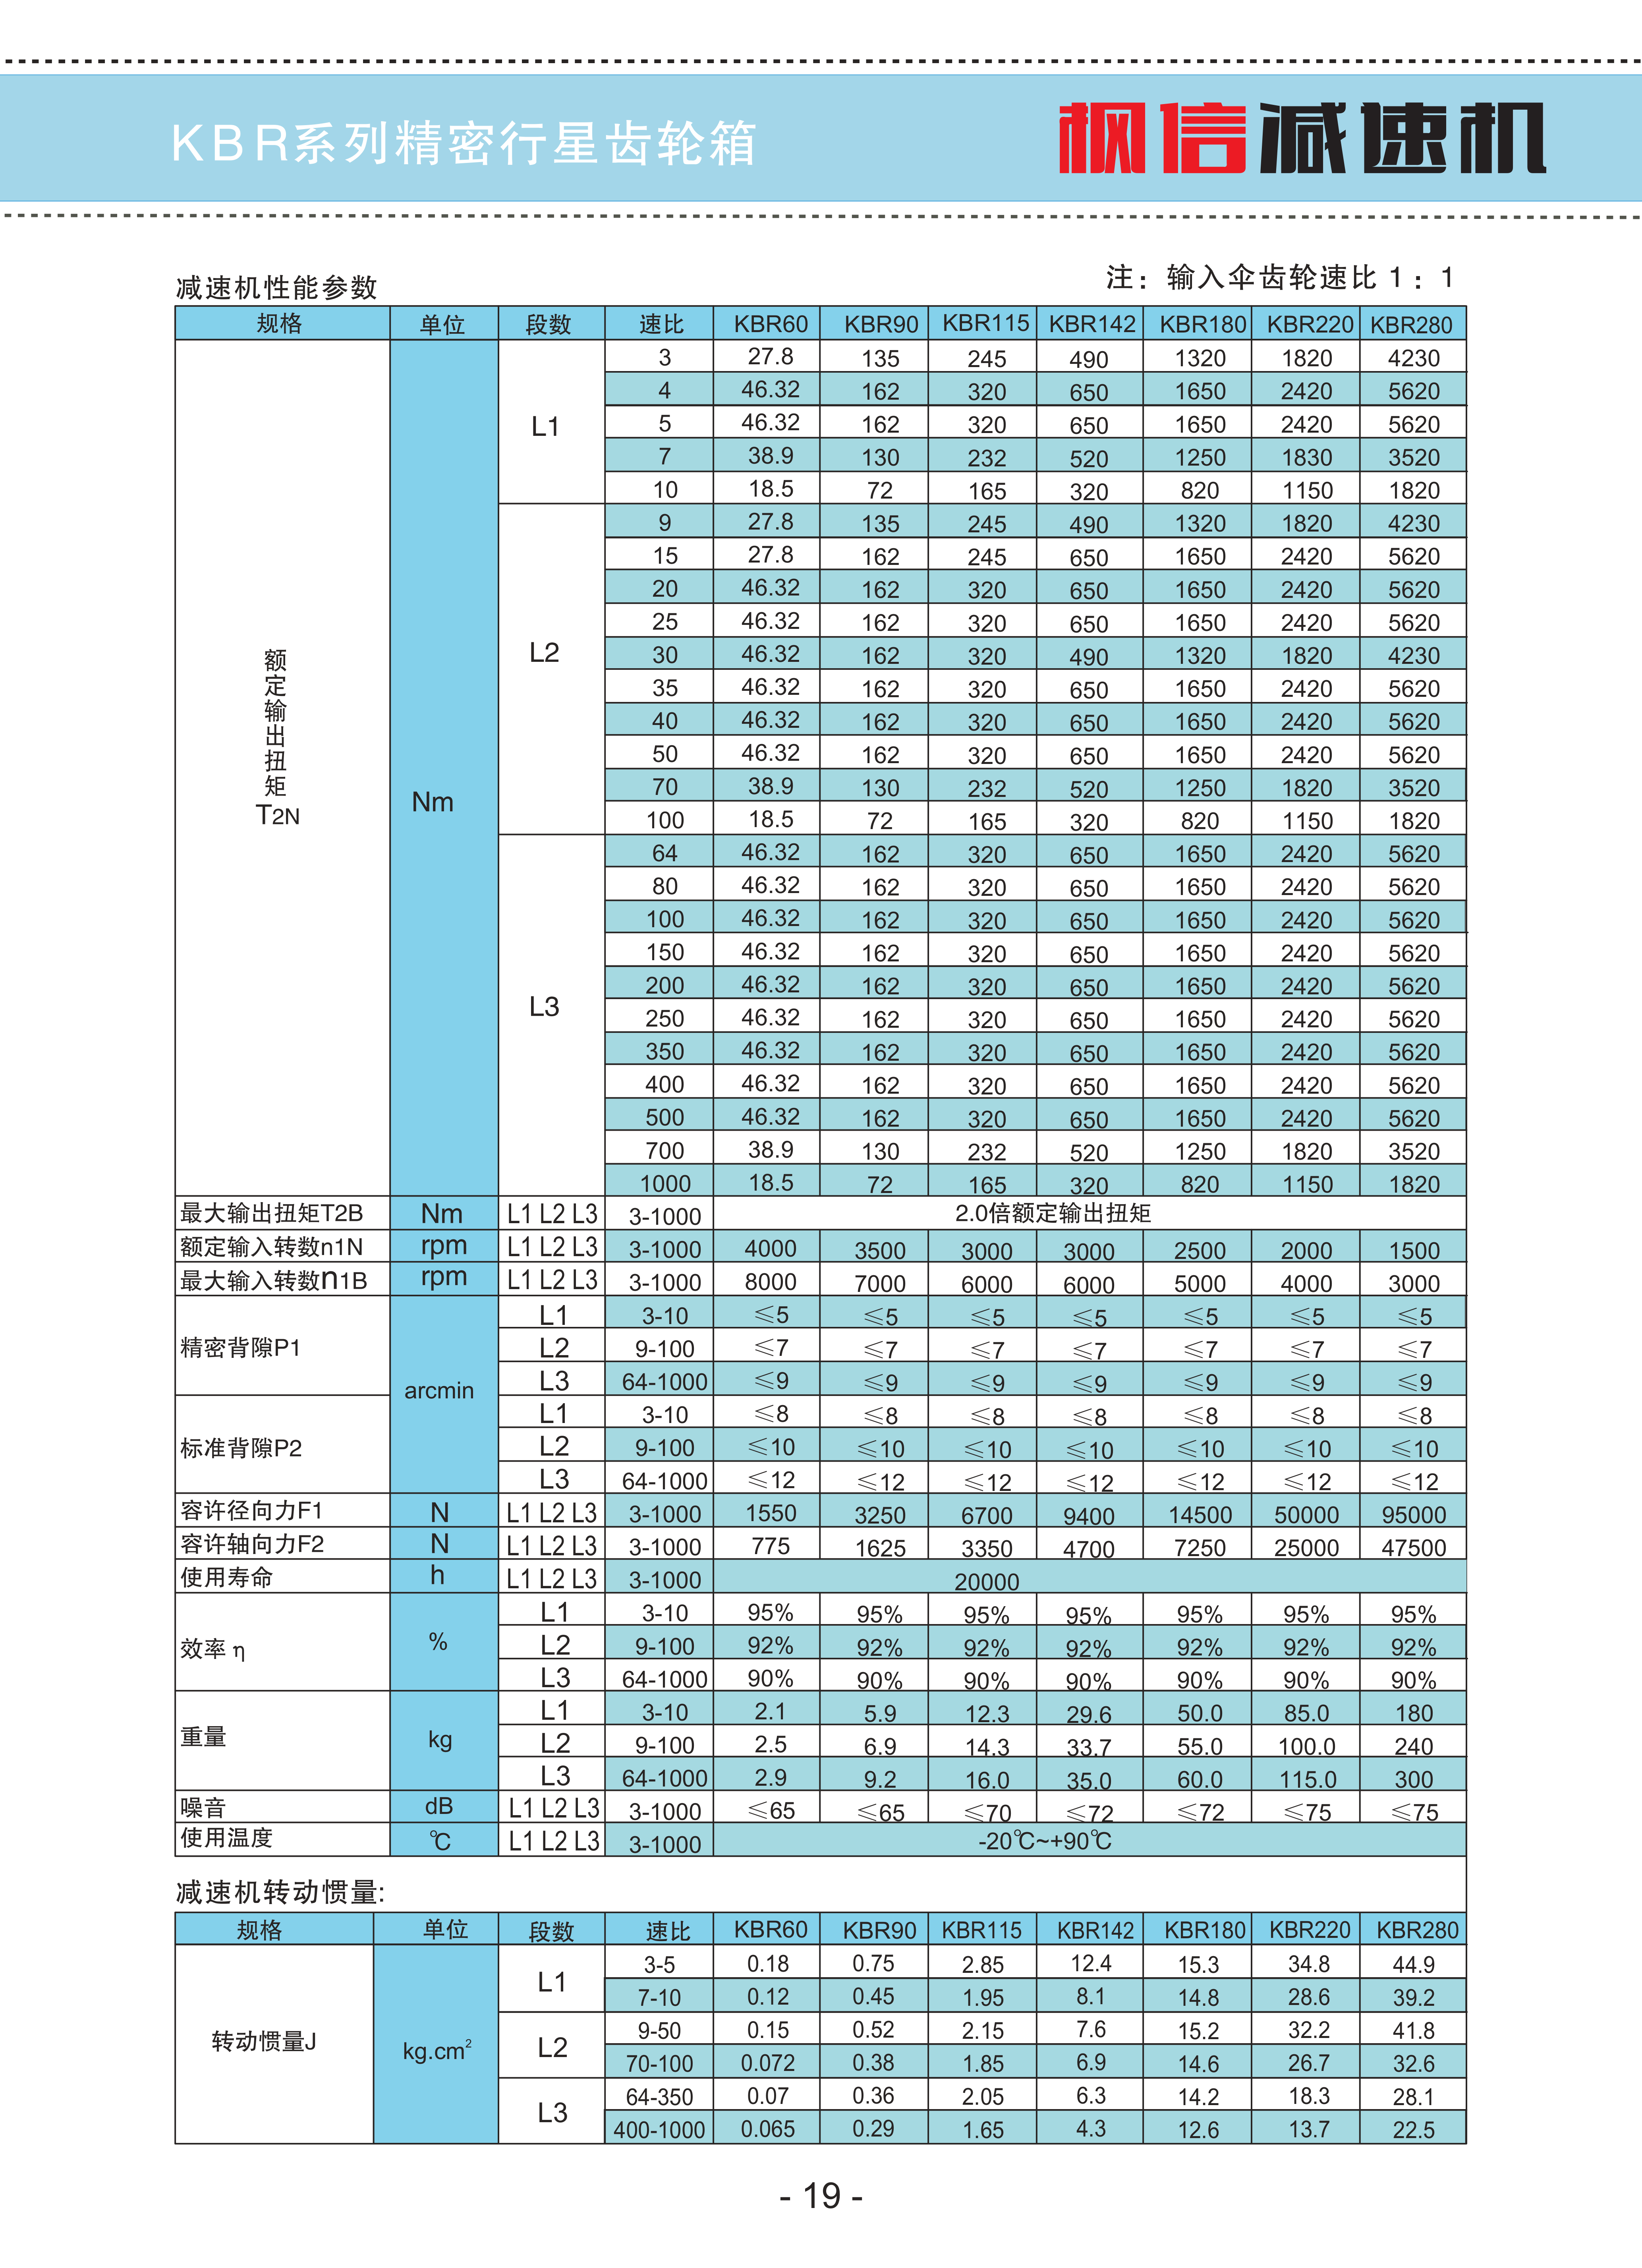 KBR系列精密行星齿轮箱
枫信减速机
减速机性能参数
注：输入伞齿轮速比 1：1
规格 单位 段数 速比 KBR60 KBR90 KBR115 KBR142 KBR180 KBR220 KBR280
额定输出扭矩T2N Nm
L1
3 27.8 135 245 490 1320 1820 4230
4 46.32 162 320 650 1650 2420 5620
5 46.32 162 320 650 1650 2420 5620
7 38.9 130 232 520 1250 1830 3520
10 18.5 72 165 320 820 1150 1820
L2
9 27.8 135 245 490 1320 1820 4230
15 27.8 162 245 650 1650 2420 5620
20 46.32 162 320 650 1650 2420 5620
25 46.32 162 320 650 1650 2420 5620
30 46.32 162 320 490 1320 1820 4230
35 46.32 162 320 650 1650 2420 5620
40 46.32 162 320 650 1650 2420 5620
50 46.32 162 320 650 1650 2420 5620
70 38.9 130 232 520 1250 1820 3520
100 18.5 72 165 320 820 1150 1820
L3
64 46.32 162 320 650 1650 2420 5620
80 46.32 162 320 650 1650 2420 5620
100 46.32 162 320 650 1650 2420 5620
150 46.32 162 320 650 1650 2420 5620
200 46.32 162 320 650 1650 2420 5620
250 46.32 162 320 650 1650 2420 5620
350 46.32 162 320 650 1650 2420 5620
400 46.32 162 320 650 1650 2420 5620
500 46.32 162 320 650 1650 2420 5620
700 38.9 130 232 520 1250 1820 3520
1000 18.5 72 165 320 820 1150 1820
最大输出扭矩T2B Nm L1 L2 L3 3-1000 2.0倍额定输出扭矩
额定输入转数n1N rpm L1 L2 L3 3-1000 4000 3500 3000 3000 2500 2000 1500
最大输入转数n1B rpm L1 L2 L3 3-1000 8000 7000 6000 6000 5000 4000 3000
精密背隙P1 arcmin
L1 3-10 ≤5 ≤5 ≤5 ≤5 ≤5 ≤5 ≤5
L2 9-100 ≤7 ≤7 ≤7 ≤7 ≤7 ≤7 ≤7
L3 64-1000 ≤9 ≤9 ≤9 ≤9 ≤9 ≤9 ≤9
标准背隙P2
L1 3-10 ≤8 ≤8 ≤8 ≤8 ≤8 ≤8 ≤8
L2 9-100 ≤10 ≤10 ≤10 ≤10 ≤10 ≤10 ≤10
L3 64-1000 ≤12 ≤12 ≤12 ≤12 ≤12 ≤12 ≤12
容许径向力F1 N L1 L2 L3 3-1000 1550 3250 6700 9400 14500 50000 95000
容许轴向力F2 N L1 L2 L3 3-1000 775 1625 3350 4700 7250 25000 47500
使用寿命 h L1 L2 L3 3-1000 20000
效率 η %
L1 3-10 95% 95% 95% 95% 95% 95% 95%
L2 9-100 92% 92% 92% 92% 92% 92% 92%
L3 64-1000 90% 90% 90% 90% 90% 90% 90%
重量 kg
L1 3-10 2.1 5.9 12.3 29.6 50.0 85.0 180
L2 9-100 2.5 6.9 14.3 33.7 55.0 100.0 240
L3 64-1000 2.9 9.2 16.0 35.0 60.0 115.0 300
噪音 dB L1 L2 L3 3-1000 ≤65 ≤65 ≤70 ≤72 ≤72 ≤75 ≤75
使用温度 ℃ L1 L2 L3 3-1000 -20℃~+90℃
减速机转动惯量:
规格 单位 段数 速比 KBR60 KBR90 KBR115 KBR142 KBR180 KBR220 KBR280
转动惯量J kg.cm²
L1
3-5 0.18 0.75 2.85 12.4 15.3 34.8 44.9
7-10 0.12 0.45 1.95 8.1 14.8 28.6 39.2
L2
9-50 0.15 0.52 2.15 7.6 15.2 32.2 41.8
70-100 0.072 0.38 1.85 6.9 14.6 26.7 32.6
L3
64-350 0.07 0.36 2.05 6.3 14.2 18.3 28.1
400-1000 0.065 0.29 1.65 4.3 12.6 13.7 22.5
- 19 -